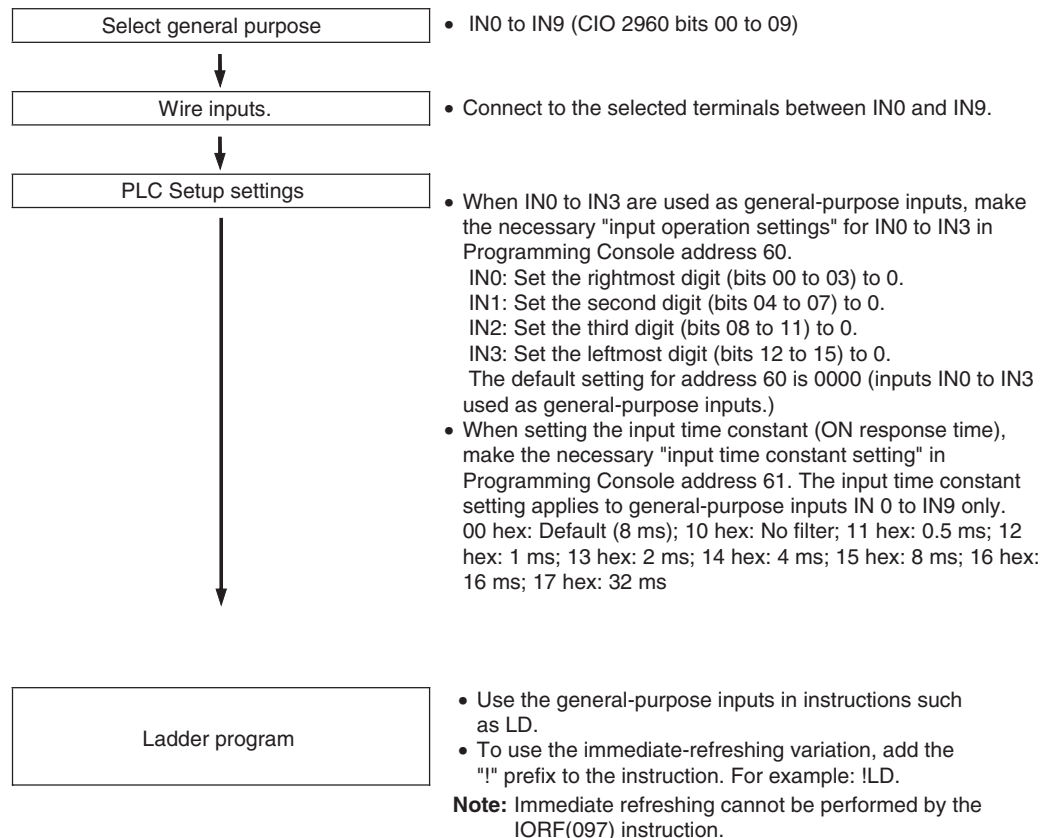 Select general purpose
• IN0 to IN9 (CIO 2960 bits 00 to 09)
Wire inputs.
• Connect to the selected terminals between IN0 and IN9.
PLC Setup settings
• When IN0 to IN3 are used as general-purpose inputs, make
the necessary "input operation settings" for IN0 to IN3 in
Programming Console address 60.
IN0: Set the rightmost digit (bits 00 to 03) to 0.
IN1: Set the second digit (bits 04 to 07) to 0.
IN2: Set the third digit (bits 08 to 11) to 0.
IN3: Set the leftmost digit (bits 12 to 15) to 0.
The default setting for address 60 is 0000 (inputs IN0 to IN3
used as general-purpose inputs.)
• When setting the input time constant (ON response time),
make the necessary "input time constant setting" in
Programming Console address 61. The input time constant
setting applies to general-purpose inputs IN 0 to IN9 only.
00 hex: Default (8 ms); 10 hex: No filter; 11 hex: 0.5 ms; 12
hex: 1 ms; 13 hex: 2 ms; 14 hex: 4 ms; 15 hex: 8 ms; 16 hex:
16 ms; 17 hex: 32 ms
Ladder program
• Use the general-purpose inputs in instructions such
as LD.
• To use the immediate-refreshing variation, add the
"!" prefix to the instruction. For example: !LD.
Note: Immediate refreshing cannot be performed by the
IORF(097) instruction.